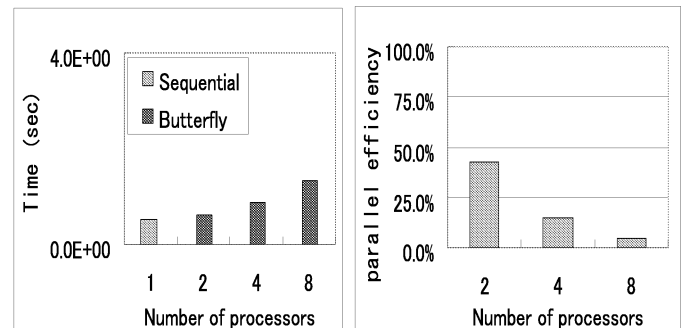 4.0E+00
Sequential
Butterfly
Time (sec)
0.0E+00
1 2 4 8
Number of processors
100.0%
75.0%
50.0%
25.0%
0.0%
parallel efficiency
2 4 8
Number of processors